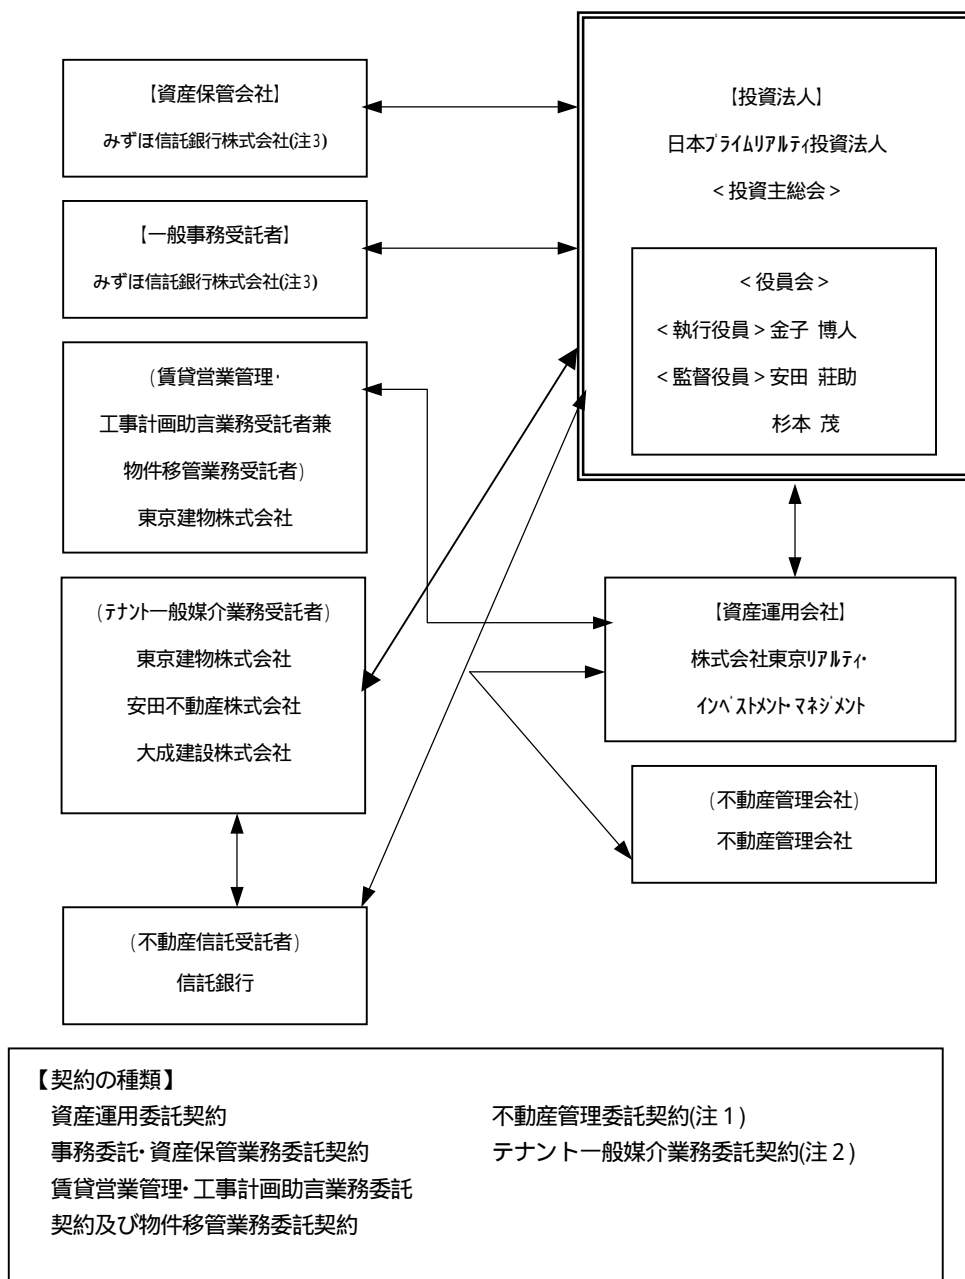 【資産保管会社】
みずほ信託銀行株式会社(注3)
【一般事務受託者】
みずほ信託銀行株式会社(注3)
(賃貸営業管理・
工事計画助言業務受託者兼
物件移管業務受託者)
東京建物株式会社
(ﾃﾅﾝﾄ一般媒介業務受託者)
東京建物株式会社
安田不動産株式会社
大成建設株式会社
(不動産信託受託者)
信託銀行
【投資法人】
日本ﾌﾟﾗｲﾑﾘｱﾙﾃｨ投資法人
<投資主総会>
<役員会>
<執行役員>金子 博人
<監督役員>安田 莊助
杉本 茂
【資産運用会社】
株式会社東京ﾘｱﾙﾃｨ・
ｲﾝﾍﾞｽﾄﾒﾝﾄ・ﾏﾈｼﾞﾒﾝﾄ
(不動産管理会社)
不動産管理会社
【契約の種類】
資産運用委託契約
事務委託・資産保管業務委託契約
賃貸営業管理・工事計画助言業務委託
契約及び物件移管業務委託契約
不動産管理委託契約(注1)
テナント一般媒介業務委託契約(注2)